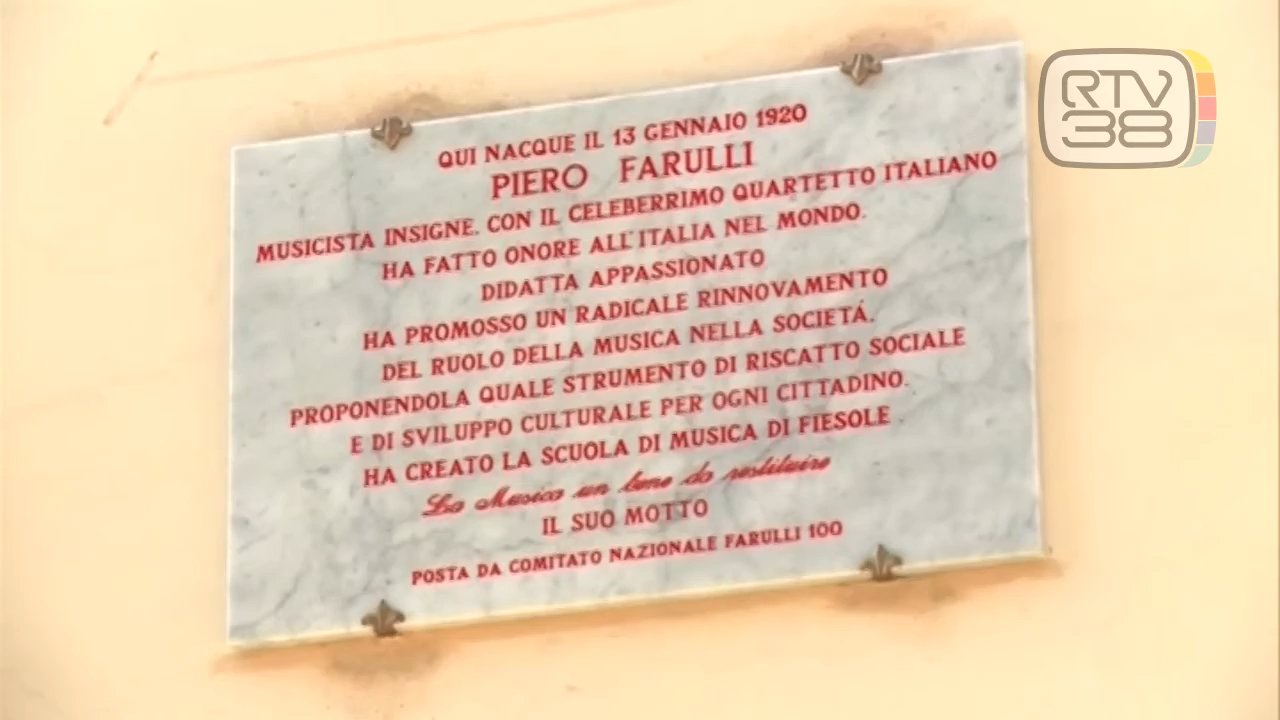 QUI NACQUE IL 13 GENNAIO 1920
PIERO FARULLI
MUSICISTA INSIGNE. CON IL CELEBERRIMO QUARTETTO ITALIANO
HA FATTO ONORE ALL'ITALIA NEL MONDO.
DIDATTA APPASSIONATO
HA PROMOSSO UN RADICALE RINNOVAMENTO
DEL RUOLO DELLA MUSICA NELLA SOCIETÁ.
PROPONENDOLA QUALE STRUMENTO DI RISCATTO SOCIALE
E DI SVILUPPO CULTURALE PER OGNI CITTADINO.
HA CREATO LA SCUOLA DI MUSICA DI FIESOLE
La Musica un bene da restituire
IL SUO MOTTO
POSTA DA COMITATO NAZIONALE FARULLI 100
RTV
38